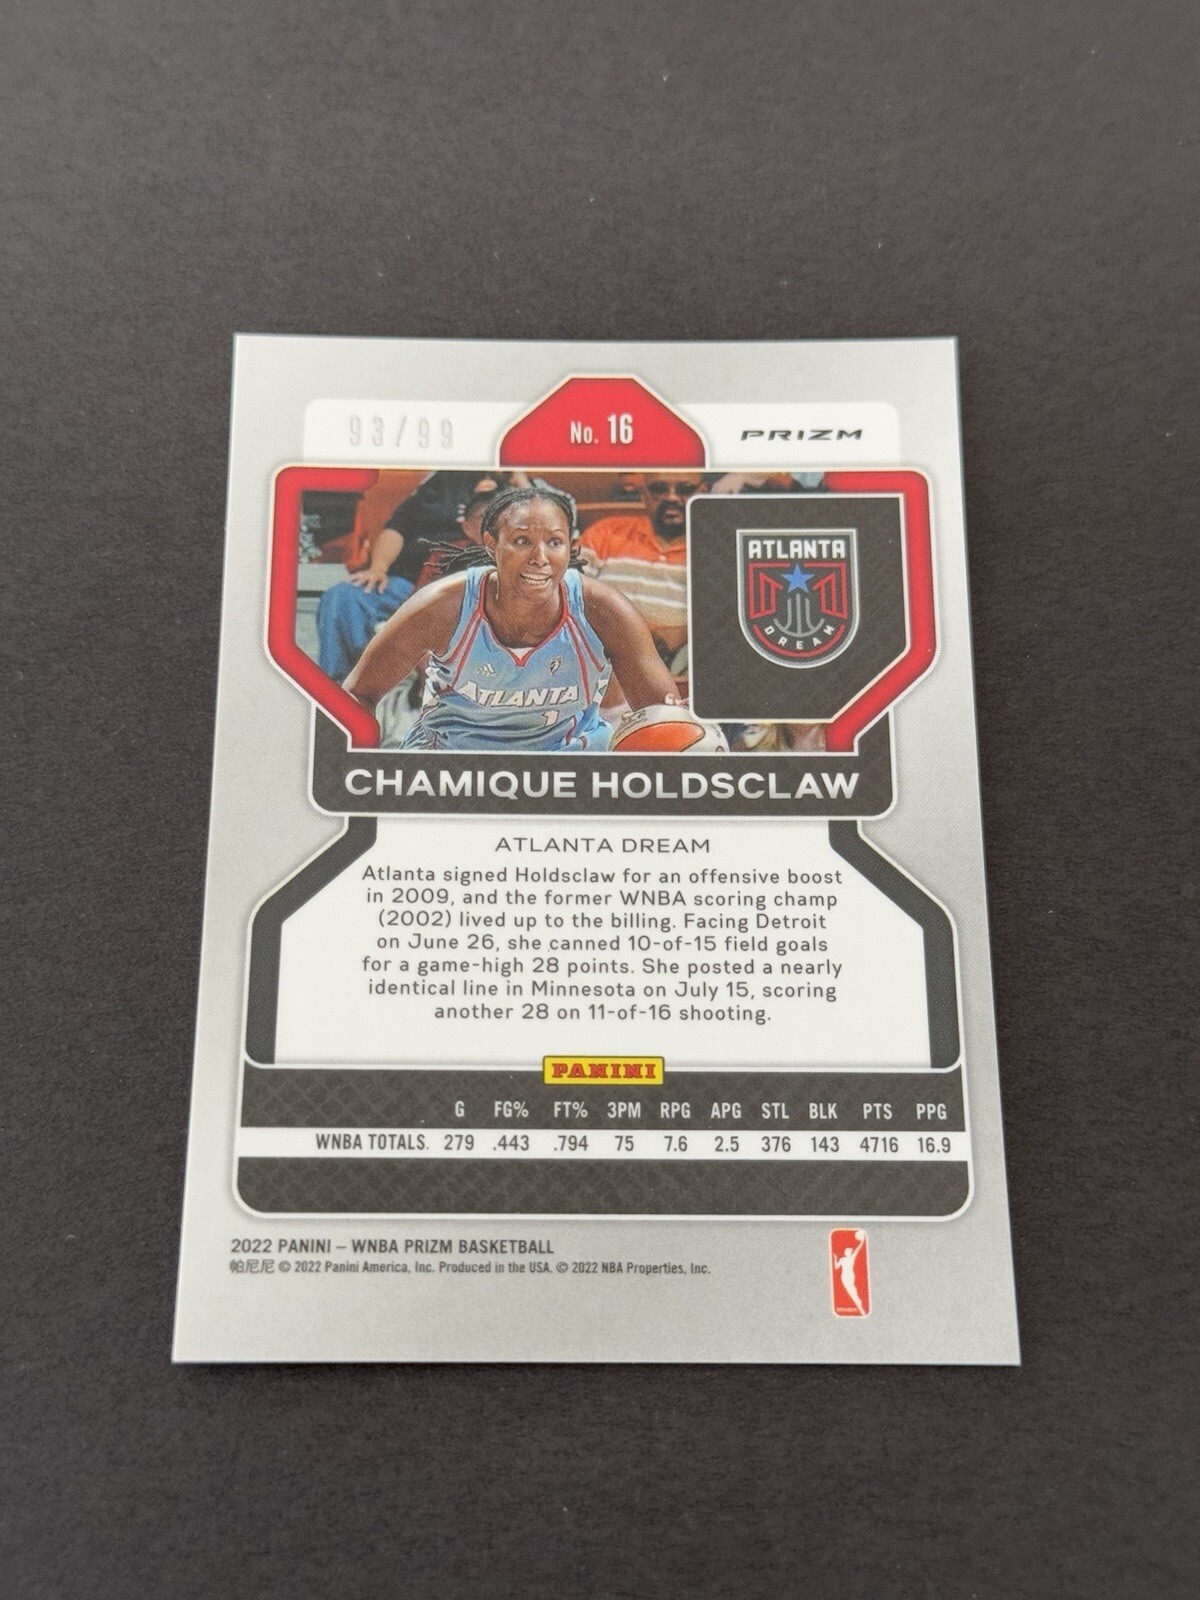 93/99
No. 16
PRIZM
ATLANTA
DREAM
ATLANTA
1
CHAMIQUE HOLDSCLAW
ATLANTA DREAM
Atlanta signed Holdsclaw for an offensive boost
in 2009, and the former WNBA scoring champ
(2002) lived up to the billing. Facing Detroit
on June 26, she canned 10-of-15 field goals
for a game-high 28 points. She posted a nearly
identical line in Minnesota on July 15, scoring
another 28 on 11-of-16 shooting.
PANINI
G FG% FT% 3PM RPG APG STL BLK PTS PPG
WNBA TOTALS. 279 .443 .794 75 7.6 2.5 376 143 4716 16.9
2022 PANINI – WNBA PRIZM BASKETBALL
帕尼尼 © 2022 Panini America, Inc. Produced in the USA. © 2022 NBA Properties, Inc.